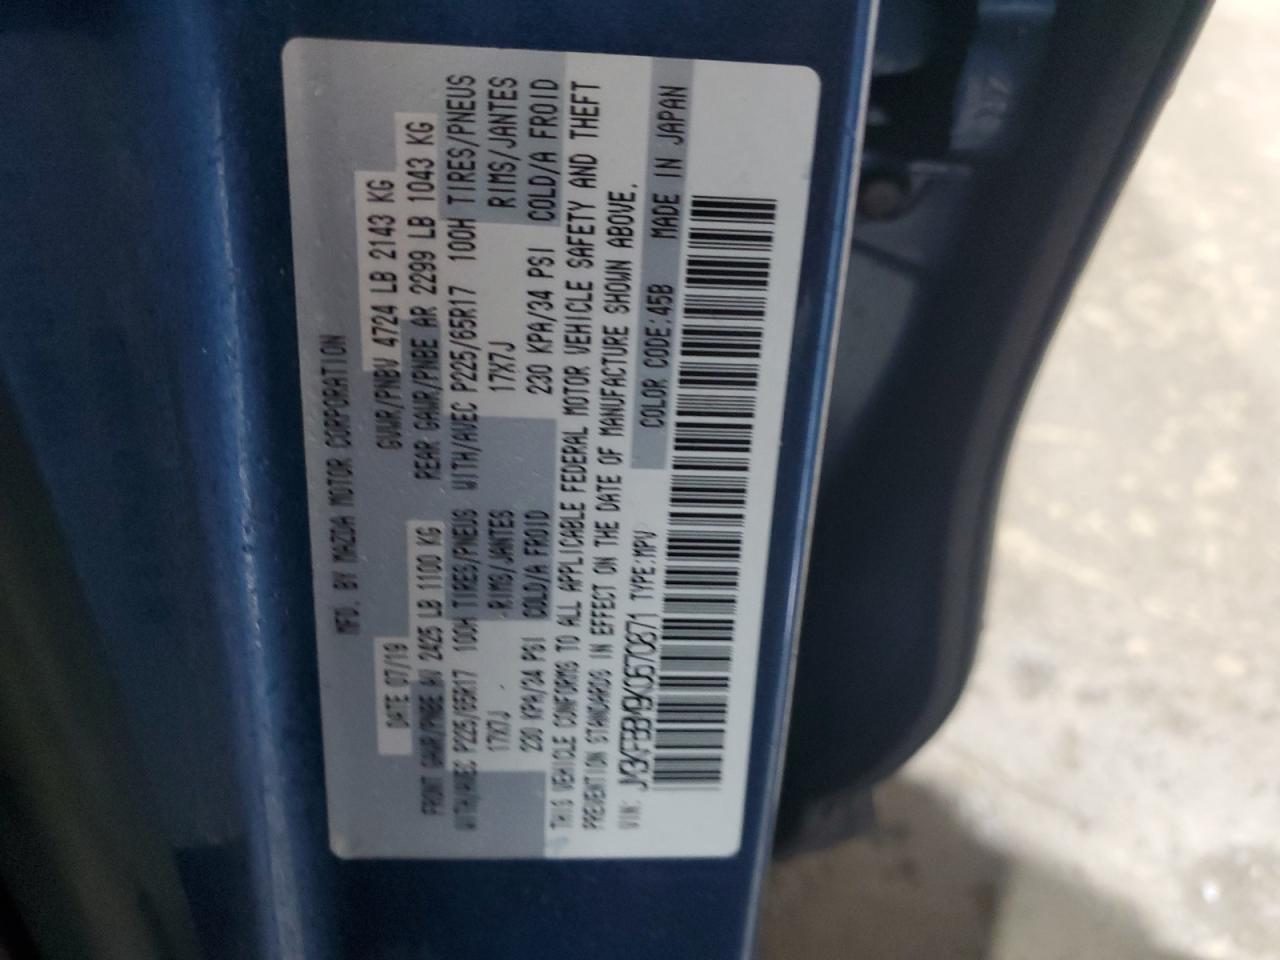 MFD. BY MAZDA MOTOR CORPORATION
DATE 07/19 GVWR/PNBV 4724 LB 2143 KG
FRONT GAWR/PNBE AV 2425 LB 1100 KG REAR GAWR/PNBE AR 2299 LB 1043 KG
WITH/AVEC P225/65R17 100H TIRES/PNEUS WITH/AVEC P225/65R17 100H TIRES/PNEUS
17X7J RIMS/JANTES 17X7J RIMS/JANTES
230 KPA/34 PSI COLD/A FROID 230 KPA/34 PSI COLD/A FROID
THIS VEHICLE CONFORMS TO ALL APPLICABLE FEDERAL MOTOR VEHICLE SAFETY AND THEFT
PREVENTION STANDARDS IN EFFECT ON THE DATE OF MANUFACTURE SHOWN ABOVE.
VIN: JM3KFBBM9K0670871 TYPE:MPV COLOR CODE:45B MADE IN JAPAN